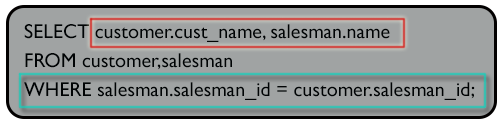 SELECT customer.cust_name, salesman.name
FROM customer,salesman
WHERE salesman.salesman_id = customer.salesman_id;